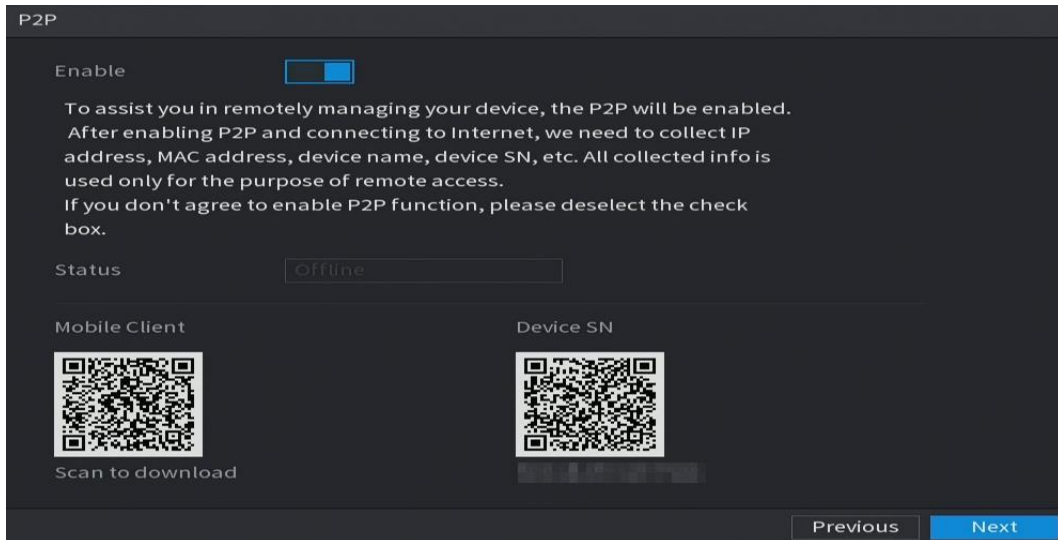 P2P
Enable
To assist you in remotely managing your device, the P2P will be enabled.
After enabling P2P and connecting to Internet, we need to collect IP
address, MAC address, device name, device SN, etc. All collected info is
used only for the purpose of remote access.
If you don't agree to enable P2P function, please deselect the check
box.
Status Offline
Mobile Client Device SN
Scan to download
Previous Next